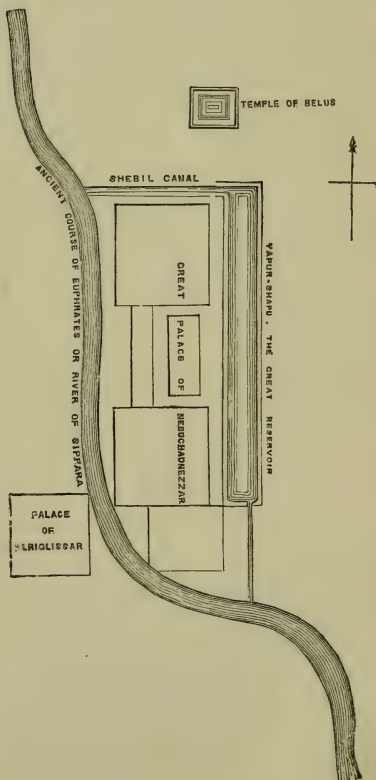 TEMPLE OF BELUS
SHEBIL CANAL
ANCIENT COURSE OF EUPHRATES OR RIVER OF SIPPARA
YAPUR-SHAPU, THE GREAT RESERVOIR
GREAT
PALACE OF
NEBUCHADNEZZAR
PALACE
OF